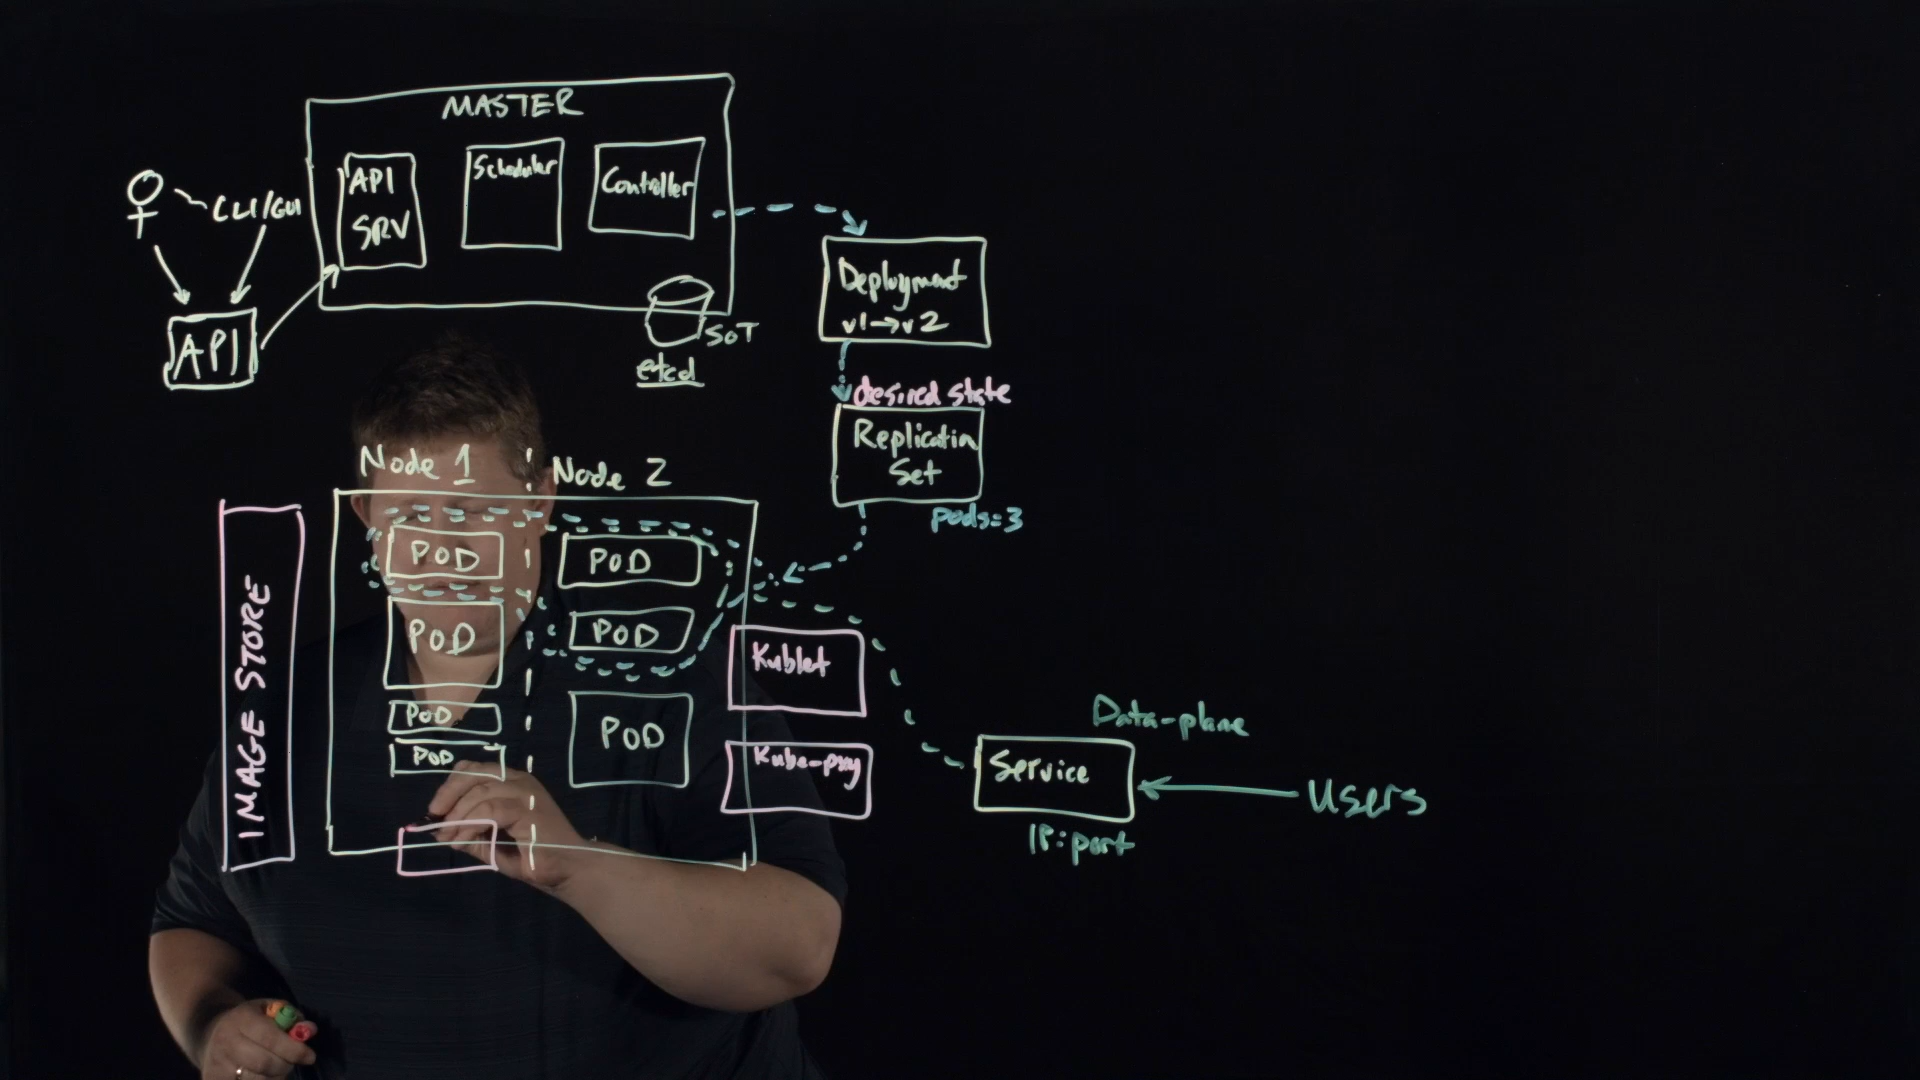 MASTER
API
SRV
Scheduler
Controller
CLI/GUI
API
SOT
etcd
Deployment
v1→v2
desired state
Replication
Set
pods=3
Node 1
Node 2
POD
POD
POD
POD
POD
POD
POD
IMAGE STORE
Kublet
Kube-proxy
Data-plane
Service
IP:port
Users